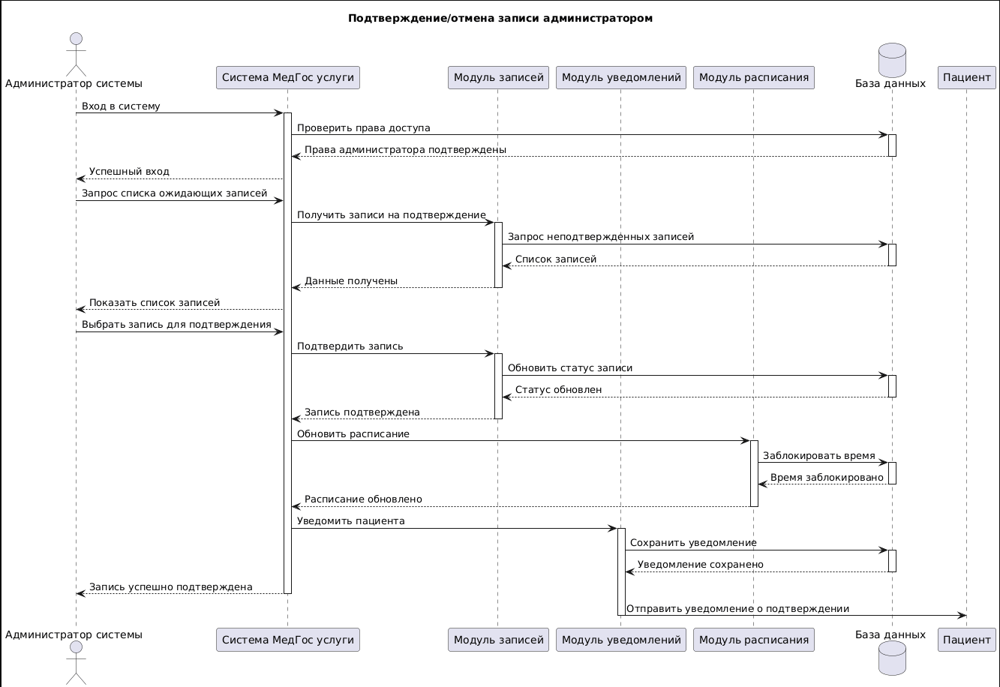 Подтверждение/отмена записи администратором
Администратор системы
Система МедГос услуги
Модуль записей
Модуль уведомлений
Модуль расписания
База данных
Пациент
Вход в систему
Проверить права доступа
Права администратора подтверждены
Успешный вход
Запрос списка ожидающих записей
Получить записи на подтверждение
Запрос неподтвержденных записей
Список записей
Данные получены
Показать список записей
Выбрать запись для подтверждения
Подтвердить запись
Обновить статус записи
Статус обновлен
Запись подтверждена
Обновить расписание
Заблокировать время
Время заблокировано
Расписание обновлено
Уведомить пациента
Сохранить уведомление
Уведомление сохранено
Запись успешно подтверждена
Отправить уведомление о подтверждении
Администратор системы
Система МедГос услуги
Модуль записей
Модуль уведомлений
Модуль расписания
База данных
Пациент